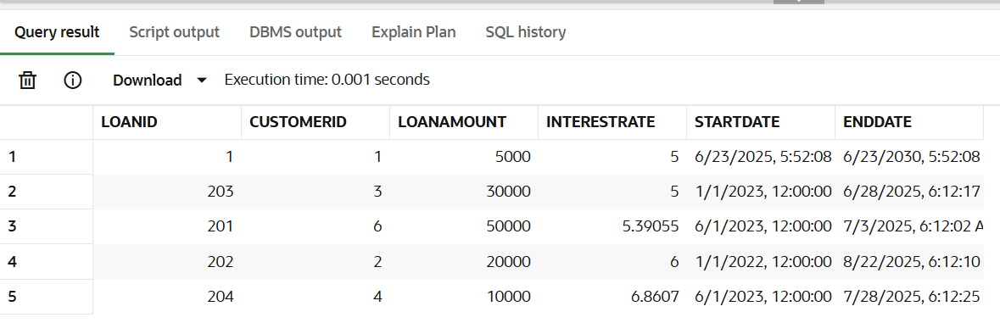 Query result Script output DBMS output Explain Plan SQL history
Download Execution time: 0.001 seconds
LOANID CUSTOMERID LOANAMOUNT INTERESTRATE STARTDATE ENDDATE
1 1 1 5000 5 6/23/2025, 5:52:08 6/23/2030, 5:52:08
2 203 3 30000 5 1/1/2023, 12:00:00 6/28/2025, 6:12:17
3 201 6 50000 5.39055 6/1/2023, 12:00:00 7/3/2025, 6:12:02 A
4 202 2 20000 6 1/1/2022, 12:00:00 8/22/2025, 6:12:10
5 204 4 10000 6.8607 6/1/2023, 12:00:00 7/28/2025, 6:12:25